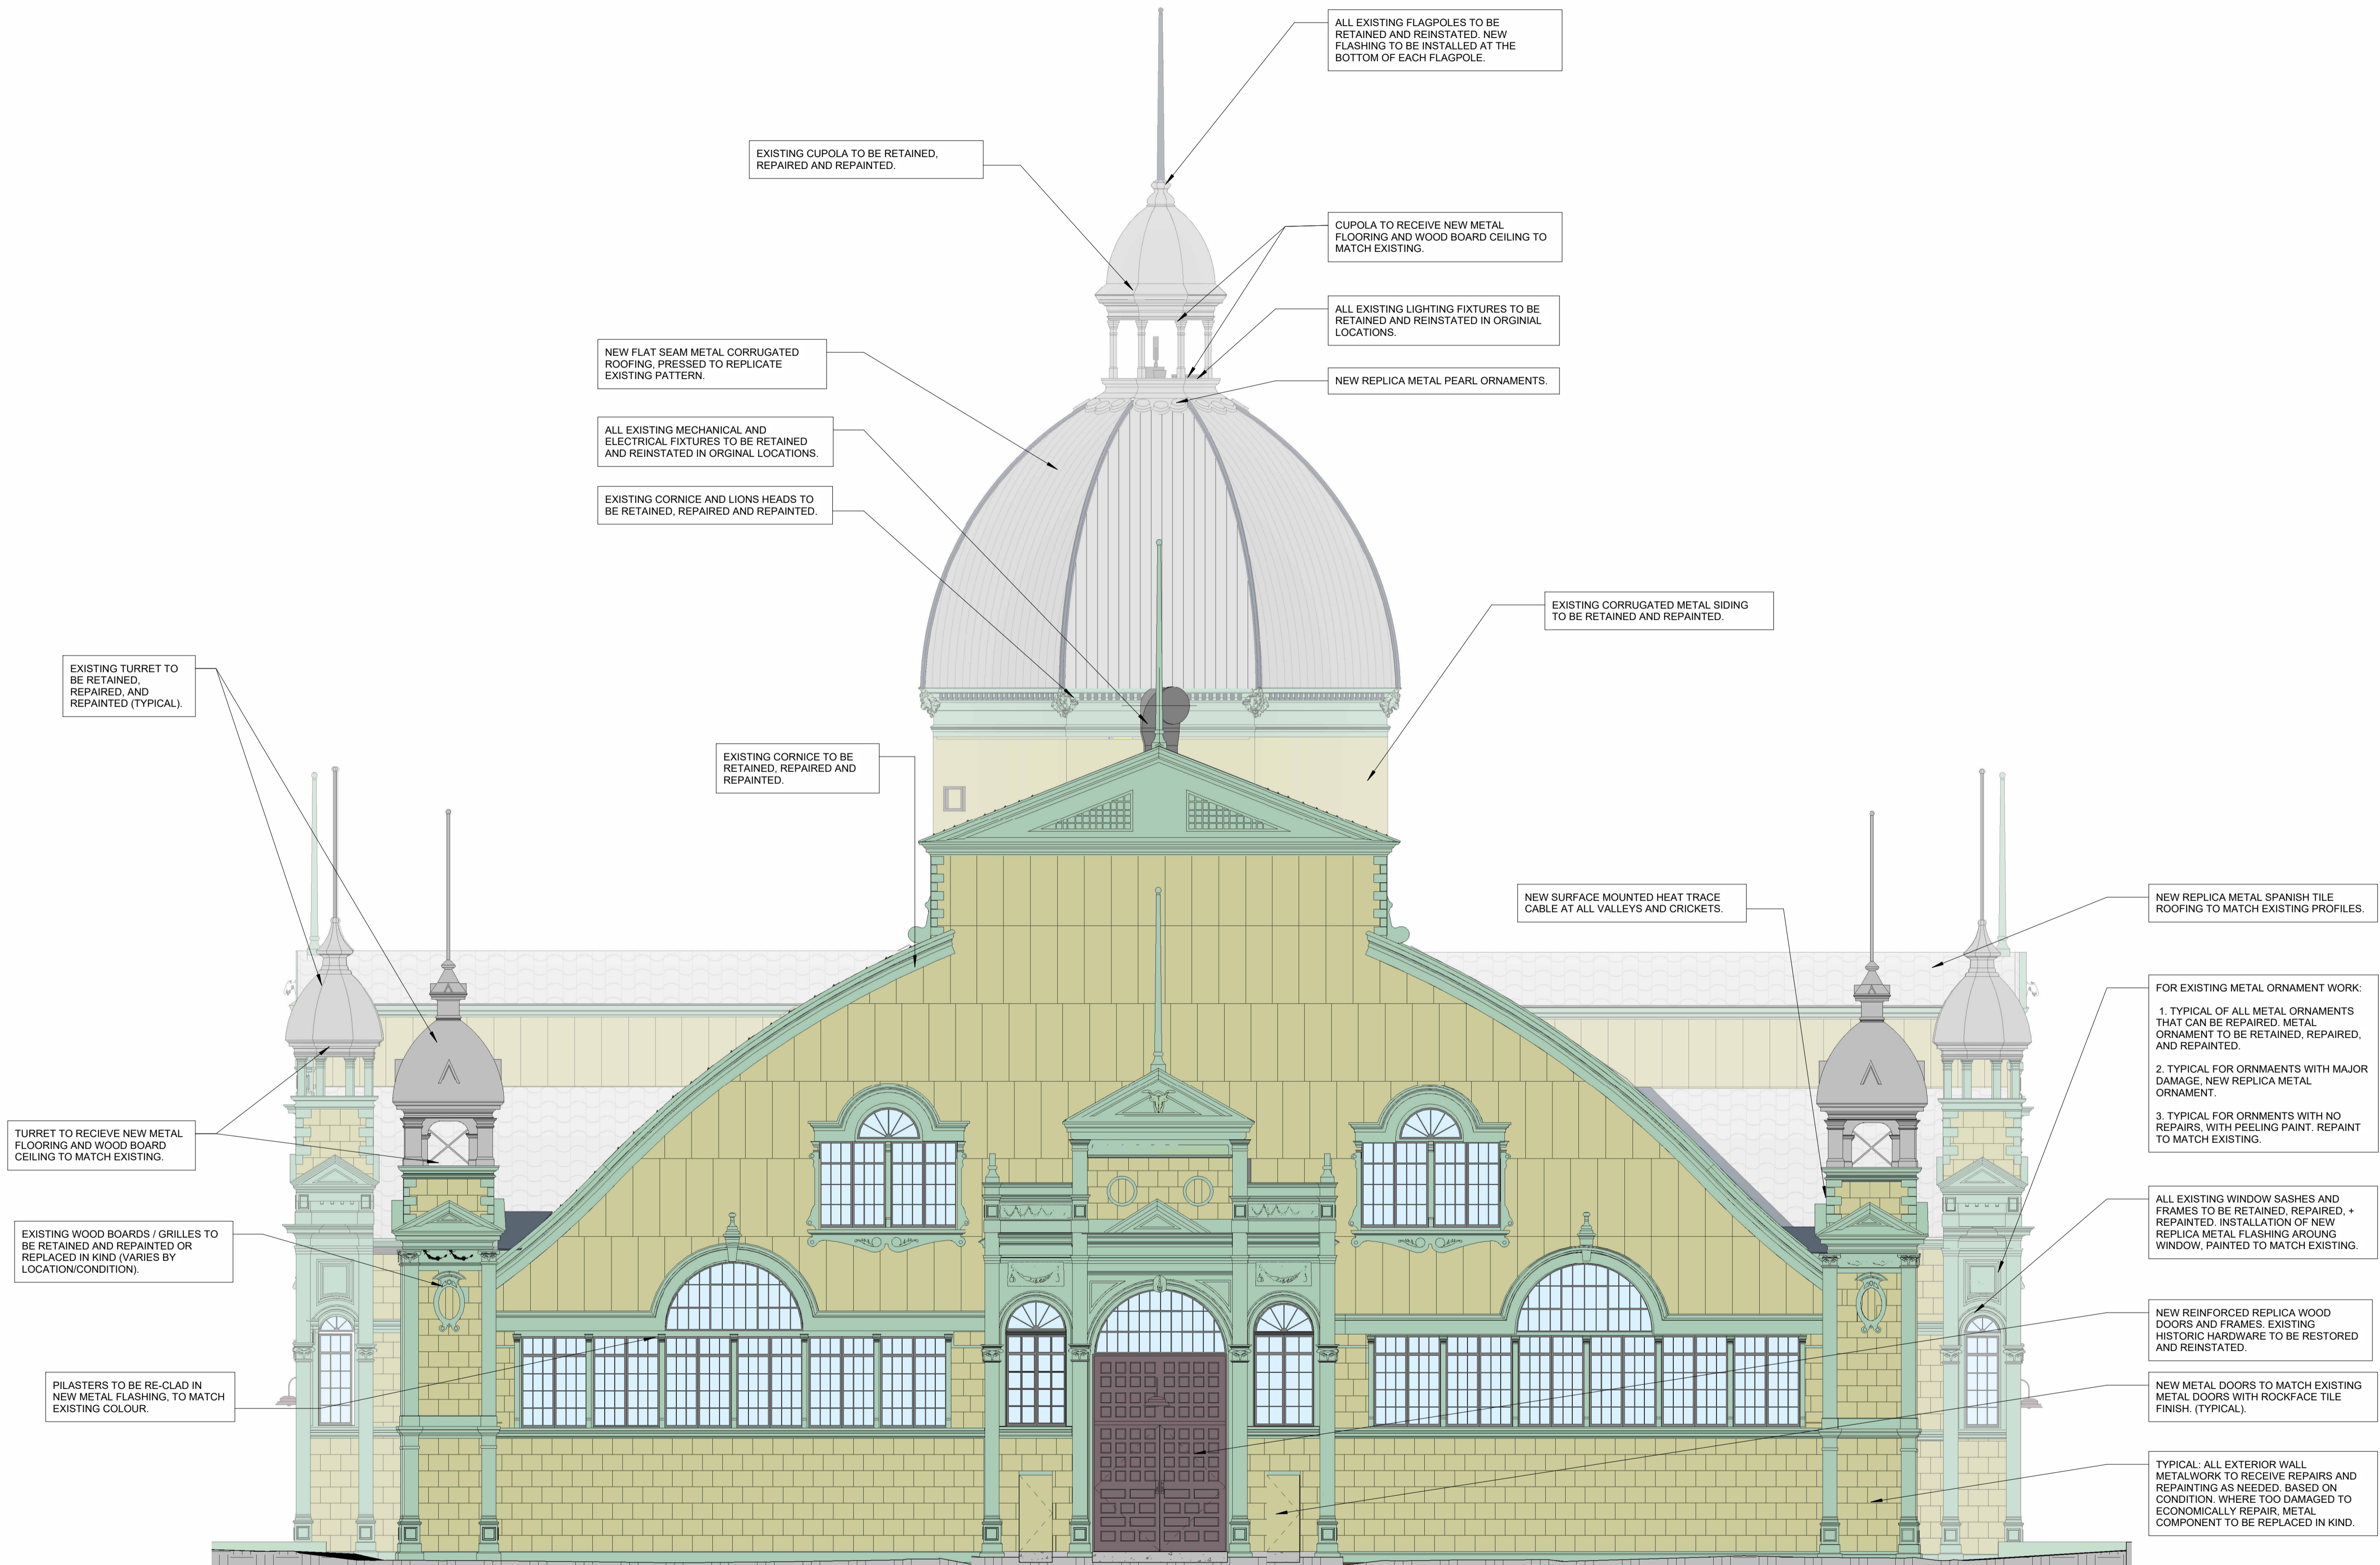 ALL EXISTING FLAGPOLES TO BE
RETAINED AND REINSTATED. NEW
FLASHING TO BE INSTALLED AT THE
BOTTOM OF EACH FLAGPOLE.
EXISTING CUPOLA TO BE RETAINED,
REPAIRED AND REPAINTED.
CUPOLA TO RECEIVE NEW METAL
FLOORING AND WOOD BOARD CEILING TO
MATCH EXISTING.
ALL EXISTING LIGHTING FIXTURES TO BE
RETAINED AND REINSTATED IN ORGINIAL
LOCATIONS.
NEW FLAT SEAM METAL CORRUGATED
ROOFING, PRESSED TO REPLICATE
EXISTING PATTERN.
NEW REPLICA METAL PEARL ORNAMENTS.
ALL EXISTING MECHANICAL AND
ELECTRICAL FIXTURES TO BE RETAINED
AND REINSTATED IN ORGINAL LOCATIONS.
EXISTING CORNICE AND LIONS HEADS TO
BE RETAINED, REPAIRED AND REPAINTED.
EXISTING CORRUGATED METAL SIDING
TO BE RETAINED AND REPAINTED.
EXISTING TURRET TO
BE RETAINED,
REPAIRED, AND
REPAINTED (TYPICAL).
EXISTING CORNICE TO BE
RETAINED, REPAIRED AND
REPAINTED.
NEW SURFACE MOUNTED HEAT TRACE
CABLE AT ALL VALLEYS AND CRICKETS.
NEW REPLICA METAL SPANISH TILE
ROOFING TO MATCH EXISTING PROFILES.
FOR EXISTING METAL ORNAMENT WORK:
1. TYPICAL OF ALL METAL ORNAMENTS
THAT CAN BE REPAIRED. METAL
ORNAMENT TO BE RETAINED, REPAIRED,
AND REPAINTED.
2. TYPICAL FOR ORNMAENTS WITH MAJOR
DAMAGE, NEW REPLICA METAL
ORNAMENT.
3. TYPICAL FOR ORNMENTS WITH NO
REPAIRS, WITH PEELING PAINT. REPAINT
TO MATCH EXISTING.
TURRET TO RECIEVE NEW METAL
FLOORING AND WOOD BOARD
CEILING TO MATCH EXISTING.
ALL EXISTING WINDOW SASHES AND
FRAMES TO BE RETAINED, REPAIRED, +
REPAINTED. INSTALLATION OF NEW
REPLICA METAL FLASHING AROUNG
WINDOW, PAINTED TO MATCH EXISTING.
EXISTING WOOD BOARDS / GRILLES TO
BE RETAINED AND REPAINTED OR
REPLACED IN KIND (VARIES BY
LOCATION/CONDITION).
NEW REINFORCED REPLICA WOOD
DOORS AND FRAMES. EXISTING
HISTORIC HARDWARE TO BE RESTORED
AND REINSTATED.
PILASTERS TO BE RE-CLAD IN
NEW METAL FLASHING, TO MATCH
EXISTING COLOUR.
NEW METAL DOORS TO MATCH EXISTING
METAL DOORS WITH ROCKFACE TILE
FINISH. (TYPICAL).
TYPICAL: ALL EXTERIOR WALL
METALWORK TO RECEIVE REPAIRS AND
REPAINTING AS NEEDED. BASED ON
CONDITION. WHERE TOO DAMAGED TO
ECONOMICALLY REPAIR, METAL
COMPONENT TO BE REPLACED IN KIND.